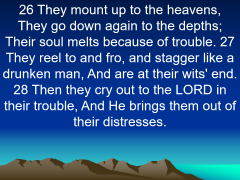 26 They mount up to the heavens,
They go down again to the depths;
Their soul melts because of trouble. 27
They reel to and fro, and stagger like a
drunken man, And are at their wits' end.
28 Then they cry out to the LORD in
their trouble, And He brings them out of
their distresses.